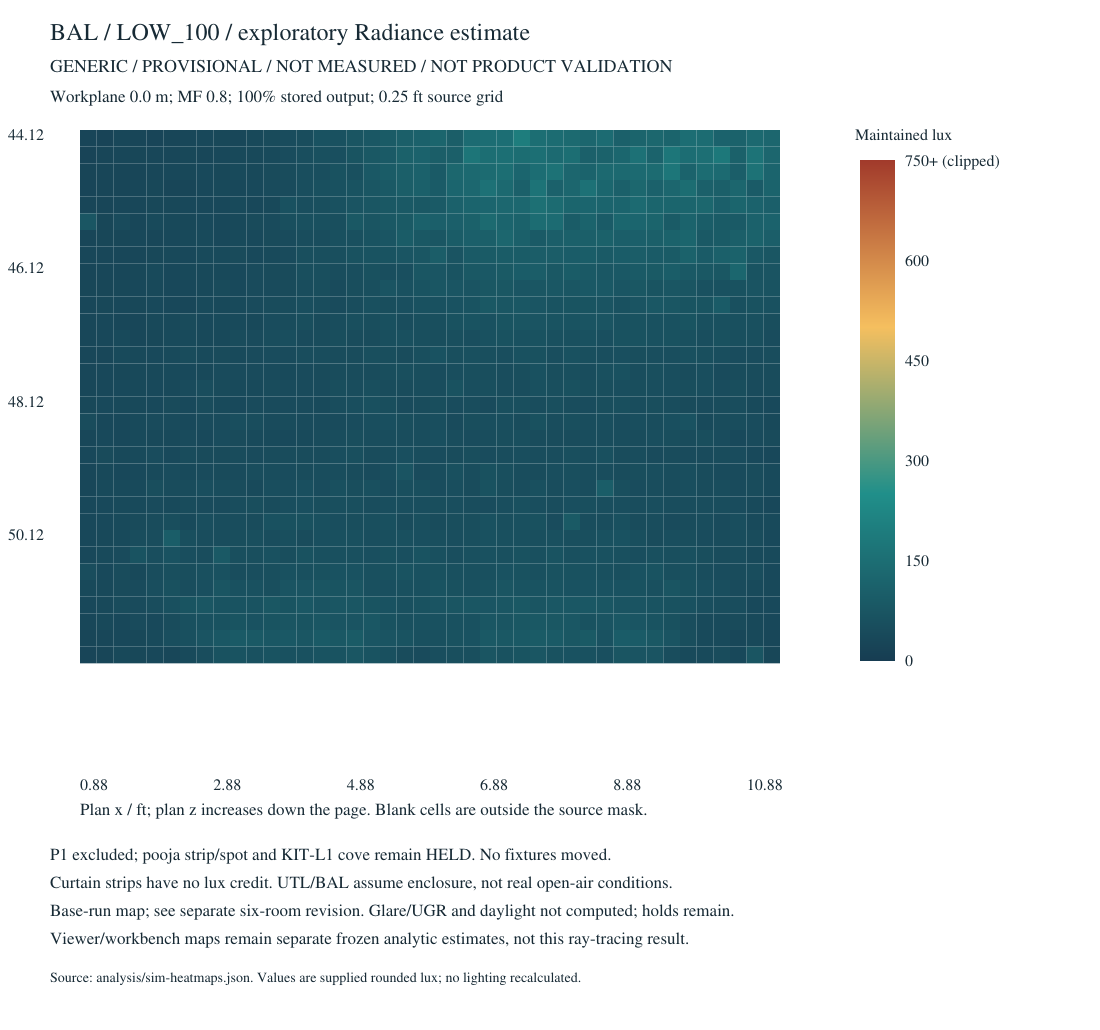 BAL / LOW_100 / exploratory Radiance estimate
GENERIC / PROVISIONAL / NOT MEASURED / NOT PRODUCT VALIDATION
Workplane 0.0 m; MF 0.8; 100% stored output; 0.25 ft source grid
44.12
46.12
48.12
50.12
Maintained lux
750+ (clipped)
600
450
300
150
0
0.88 2.88 4.88 6.88 8.88 10.88
Plan x / ft; plan z increases down the page. Blank cells are outside the source mask.
P1 excluded; pooja strip/spot and KIT-L1 cove remain HELD. No fixtures moved.
Curtain strips have no lux credit. UTL/BAL assume enclosure, not real open-air conditions.
Base-run map; see separate six-room revision. Glare/UGR and daylight not computed; holds remain.
Viewer/workbench maps remain separate frozen analytic estimates, not this ray-tracing result.
Source: analysis/sim-heatmaps.json. Values are supplied rounded lux; no lighting recalculated.